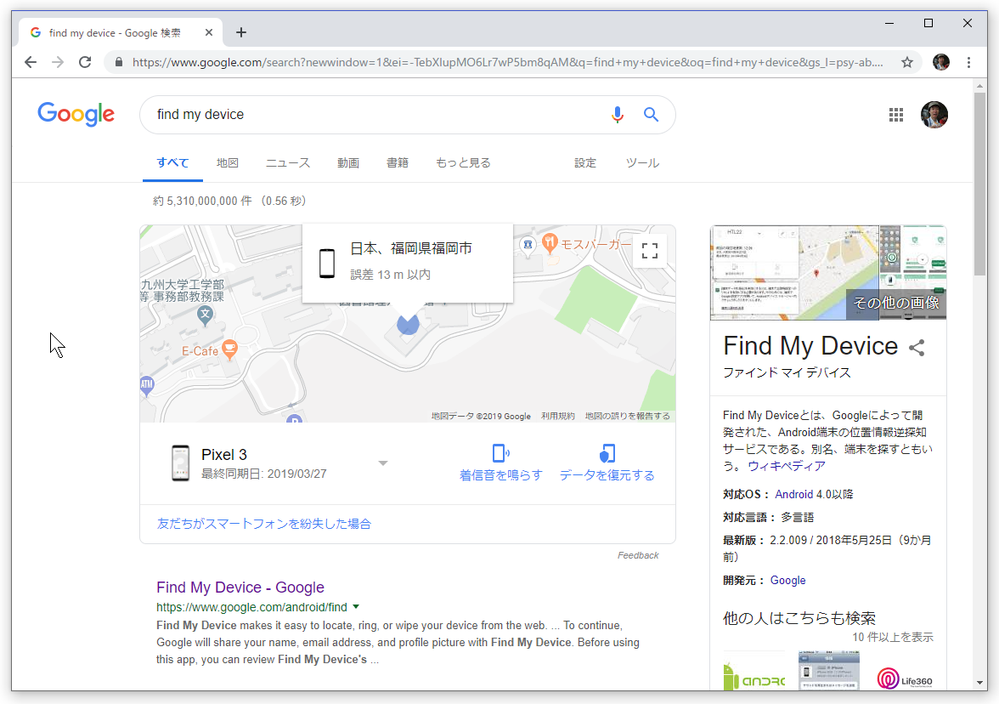 find my device - Google 検索
https://www.google.com/search?newwindow=1&ei=-TebXIupMO6Lr7wP5bm8qAM&q=find+my+device&oq=find+my+device&gs_l=psy-ab....
Google
find my device
すべて 地図 ニュース 動画 書籍 もっと見る 設定 ツール
約 5,310,000,000 件 （0.56 秒）
日本、福岡県福岡市
誤差 13 m 以内
モスバーガー
九州大学工学部
等 事務部教務課
文
E-Cafe
ATM
P
地図データ ©2019 Google 利用規約 地図の誤りを報告する
Pixel 3
最終同期日: 2019/03/27
着信音を鳴らす データを復元する
友だちがスマートフォンを紛失した場合
Feedback
Find My Device - Google
https://www.google.com/android/find
Find My Device makes it easy to locate, ring, or wipe your device from the web. ... To continue,
Google will share your name, email address, and profile picture with Find My Device. Before using
this app, you can review Find My Device's ...
HTL22
その他の画像
Find My Device
ファインド マイ デバイス
Find My Deviceとは、Googleによって開
発された、Android端末の位置情報逆探知
サービスである。別名、端末を探すともい
う。 ウィキペディア
対応OS： Android 4.0以降
対応言語： 多言語
最新版： 2.2.009 / 2018年5月25日（9か月
前）
開発元： Google
他の人はこちらも検索
10 件以上を表示
Life360